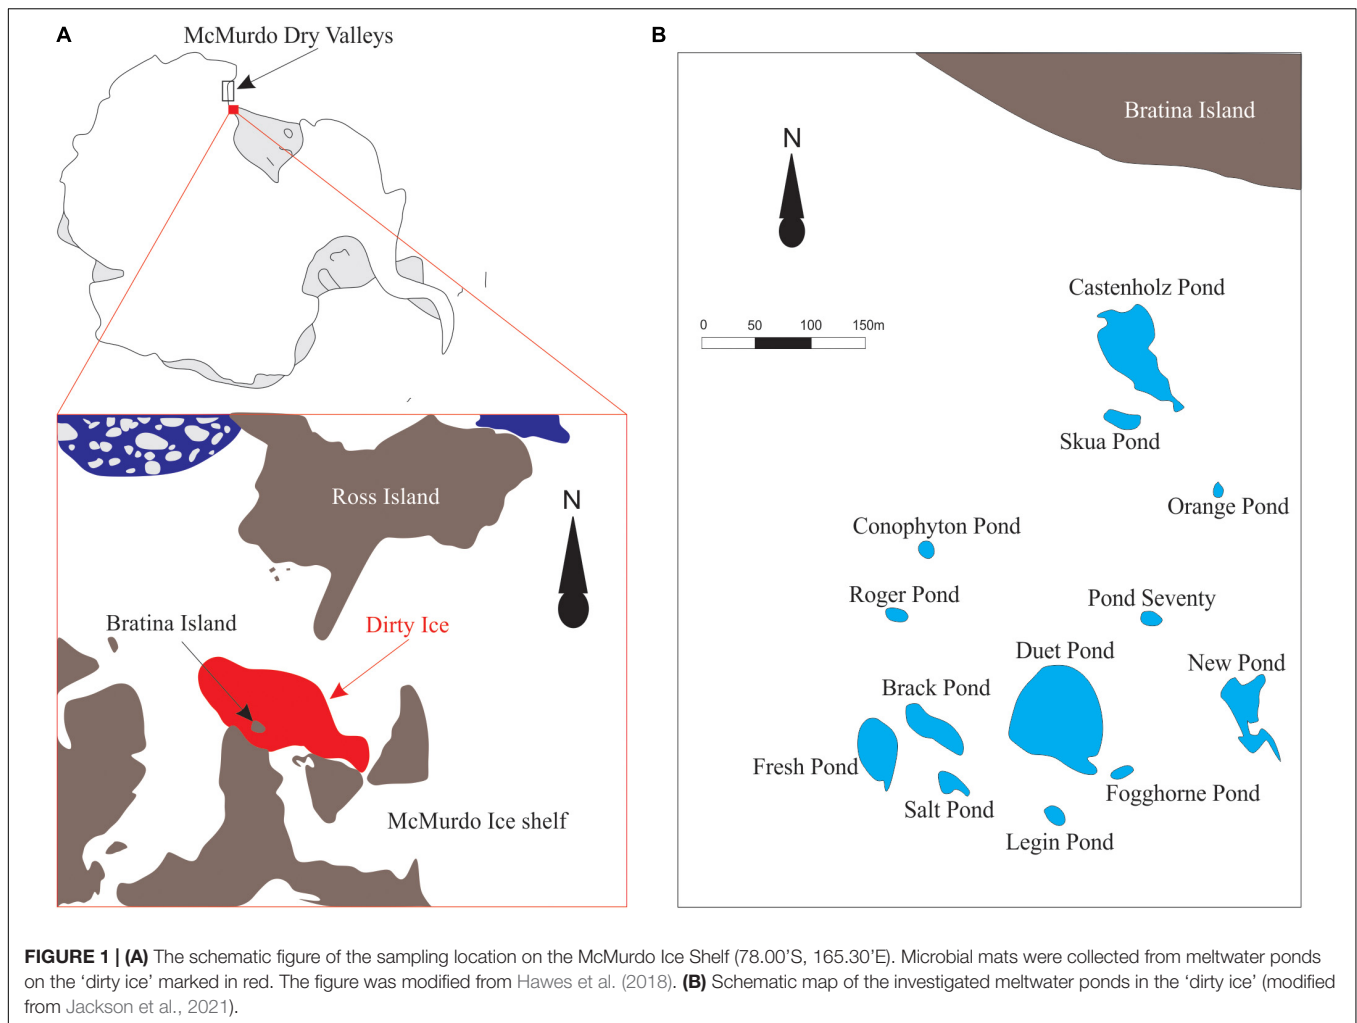 A
McMurdo Dry Valleys
N
Ross Island
Bratina Island
Dirty Ice
McMurdo Ice shelf
B
Bratina Island
N
0 50 100 150m
Castenholz Pond
Skua Pond
Orange Pond
Conophyton Pond
Roger Pond
Pond Seventy
Duet Pond
New Pond
Brack Pond
Fresh Pond
Salt Pond
Fogghorne Pond
Legin Pond
FIGURE 1 | (A) The schematic figure of the sampling location on the McMurdo Ice Shelf (78.00'S, 165.30'E). Microbial mats were collected from meltwater ponds
on the 'dirty ice' marked in red. The figure was modified from Hawes et al. (2018). (B) Schematic map of the investigated meltwater ponds in the 'dirty ice' (modified
from Jackson et al., 2021).